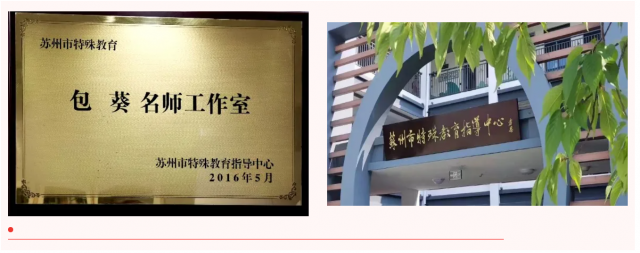 苏州市特殊教育
包 葵 名师工作室
苏州市特殊教育指导中心
2016年5月
蘇州市特殊教育指導中心